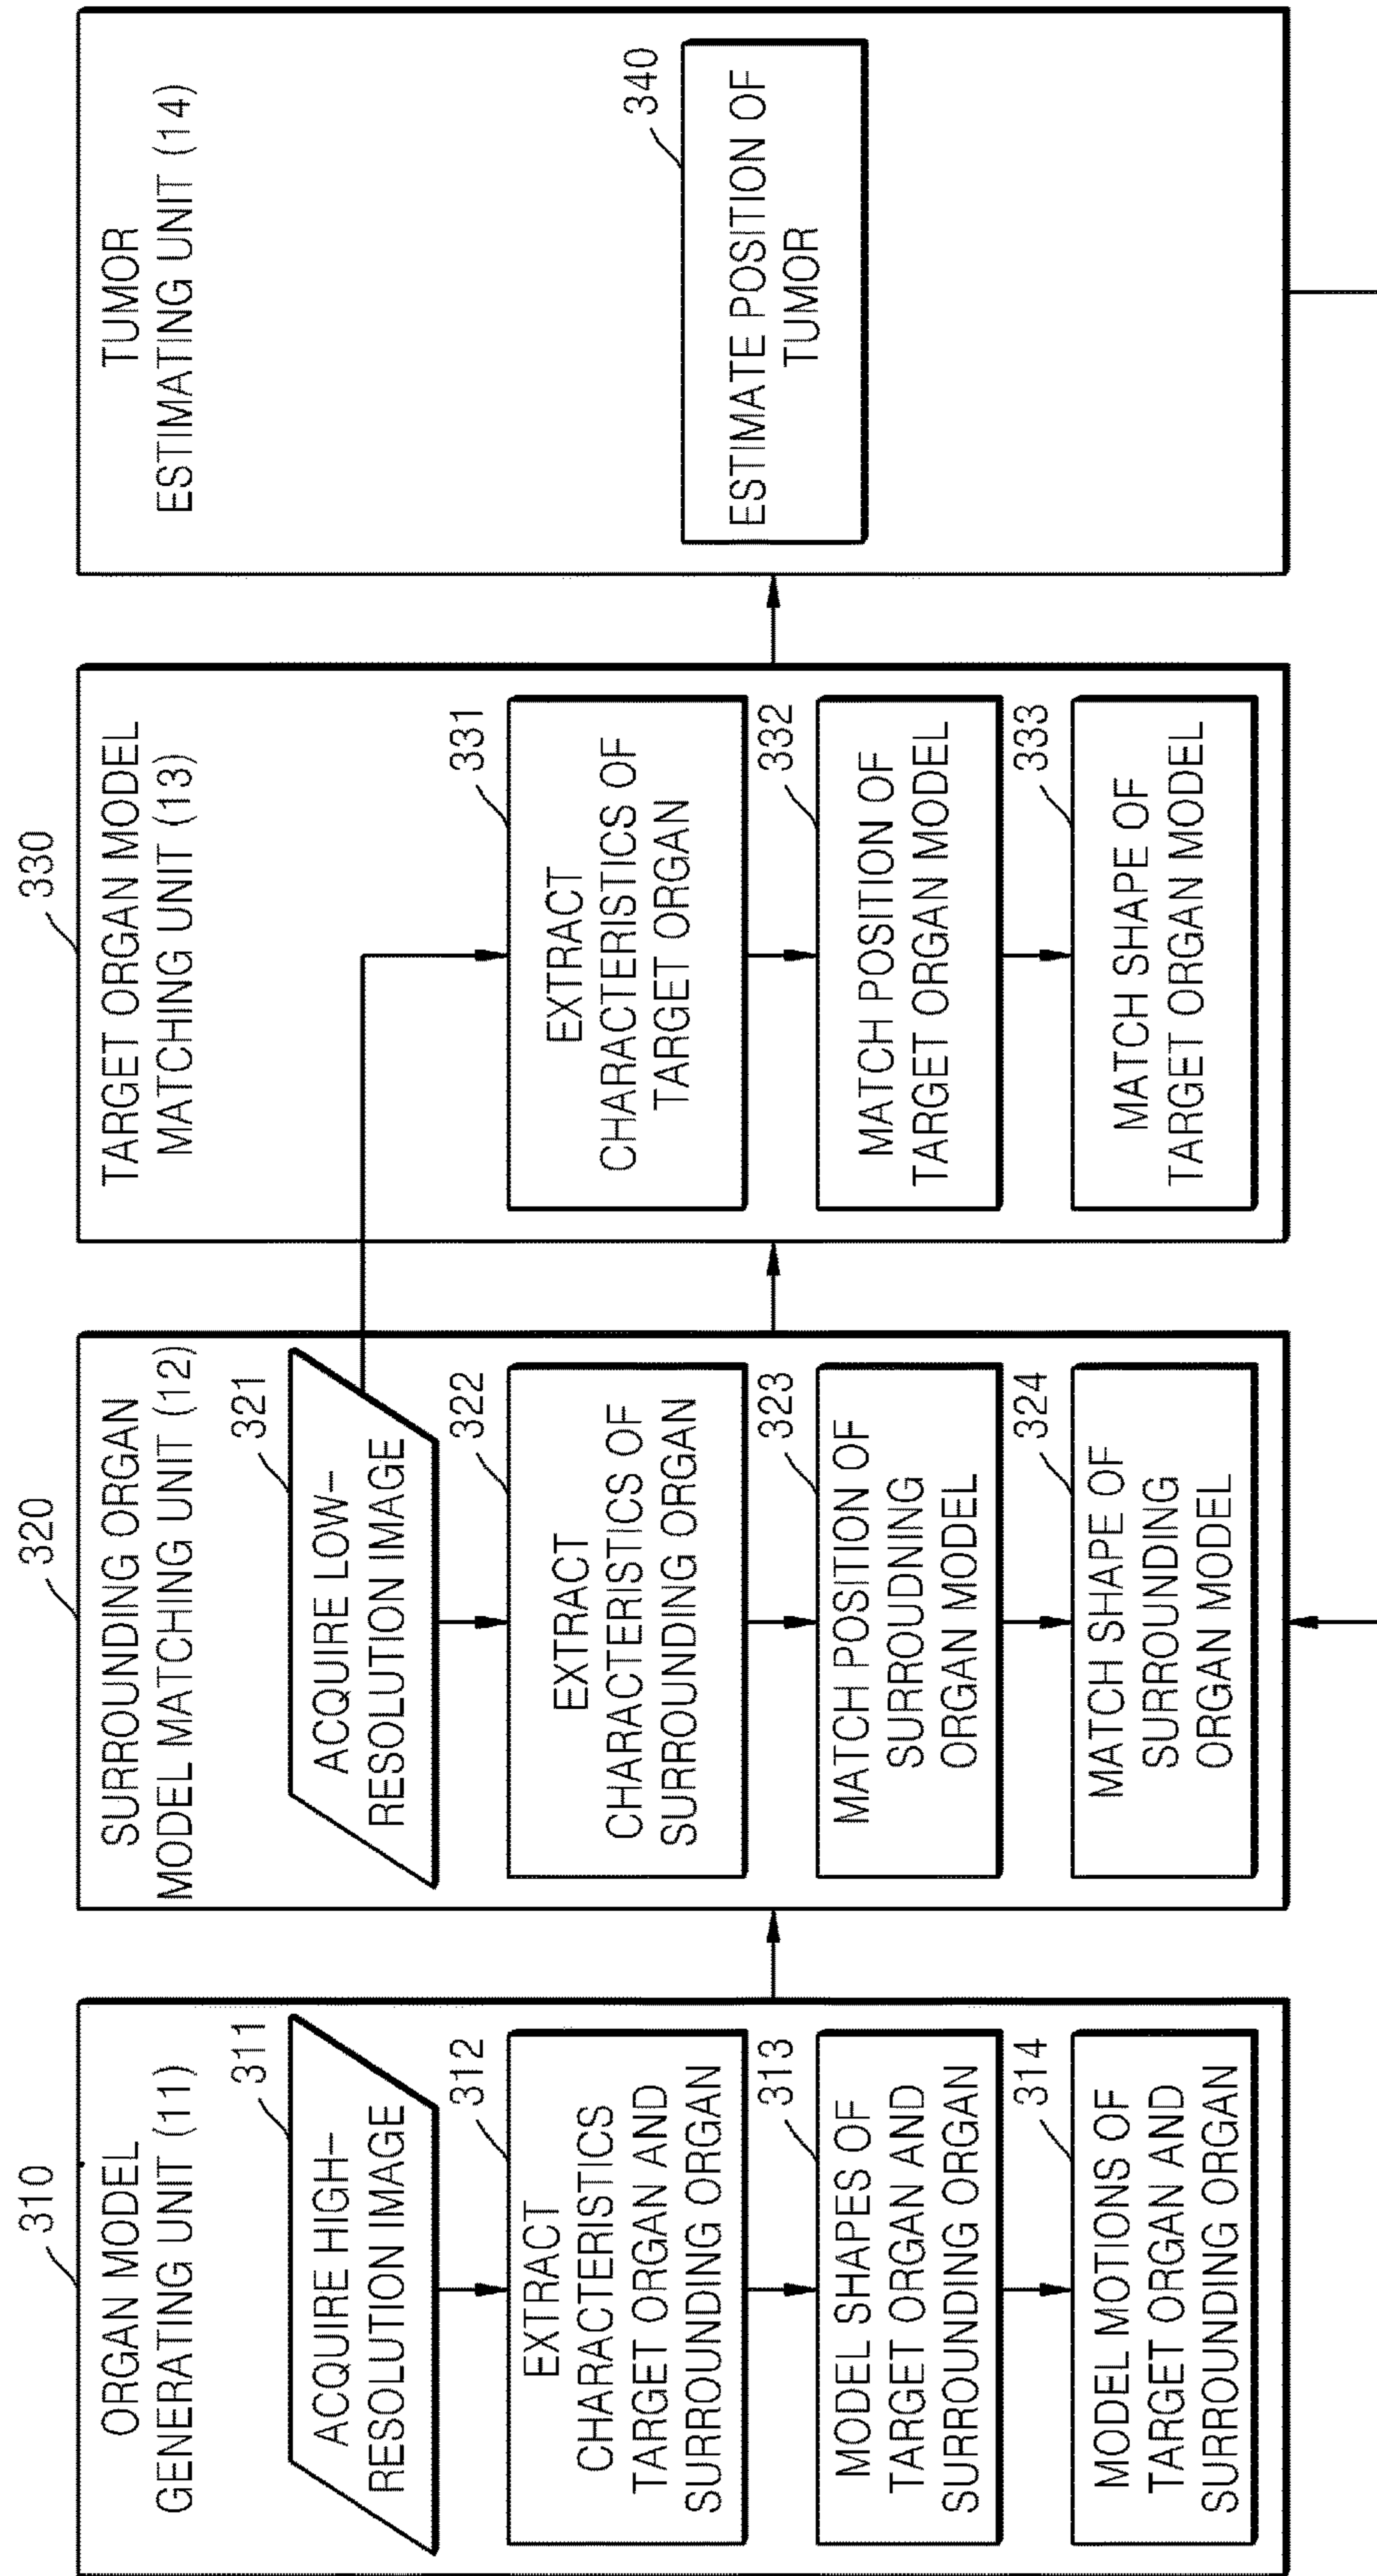 310
ORGAN MODEL
GENERATING UNIT (11)
311
ACQUIRE HIGH-
RESOLUTION IMAGE
312
EXTRACT
CHARACTERISTICS
TARGET ORGAN AND
SURROUNDING ORGAN
313
MODEL SHAPES OF
TARGET ORGAN AND
SURROUNDING ORGAN
314
MODEL MOTIONS OF
TARGET ORGAN AND
SURROUNDING ORGAN
320
SURROUNDING ORGAN
MODEL MATCHING UNIT (12)
321
ACQUIRE LOW-
RESOLUTION IMAGE
322
EXTRACT
CHARACTERISTICS OF
SURROUNDING ORGAN
323
MATCH POSITION OF
SURROUDNING
ORGAN MODEL
324
MATCH SHAPE OF
SURROUNDING
ORGAN MODEL
330
TARGET ORGAN MODEL
MATCHING UNIT (13)
331
EXTRACT
CHARACTERISTICS OF
TARGET ORGAN
332
MATCH POSITION OF
TARGET ORGAN MODEL
333
MATCH SHAPE OF
TARGET ORGAN MODEL
TUMOR
ESTIMATING UNIT (14)
340
ESTIMATE POSITION OF
TUMOR